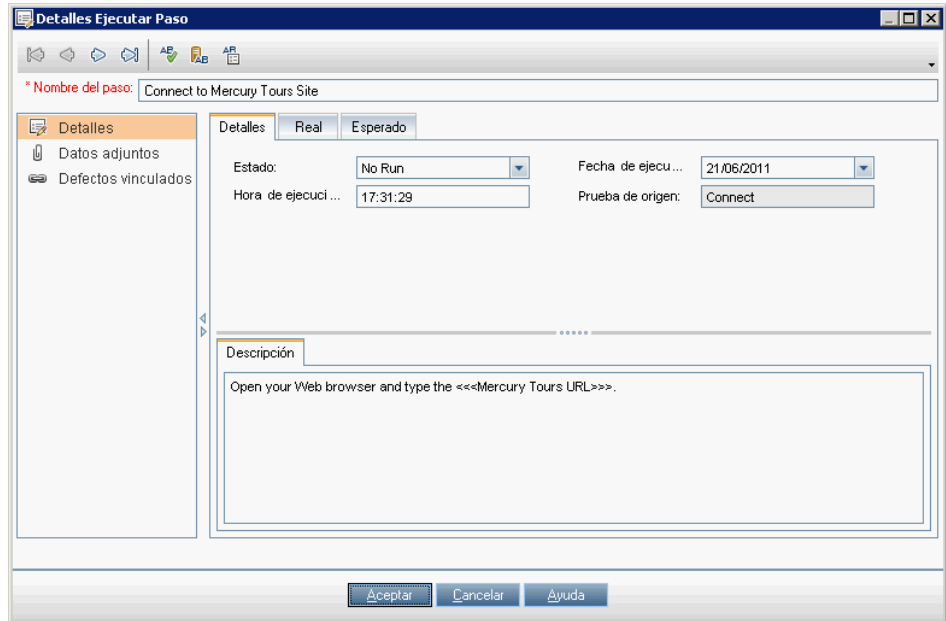 Detalles Ejecutar Paso
* Nombre del paso: Connect to Mercury Tours Site
Detalles
Datos adjuntos
Defectos vinculados
Detalles Real Esperado
Estado: No Run Fecha de ejecu... 21/06/2011
Hora de ejecuci... 17:31:29 Prueba de origen: Connect
Descripción
Open your Web browser and type the <<<Mercury Tours URL>>>.
Aceptar Cancelar Ayuda